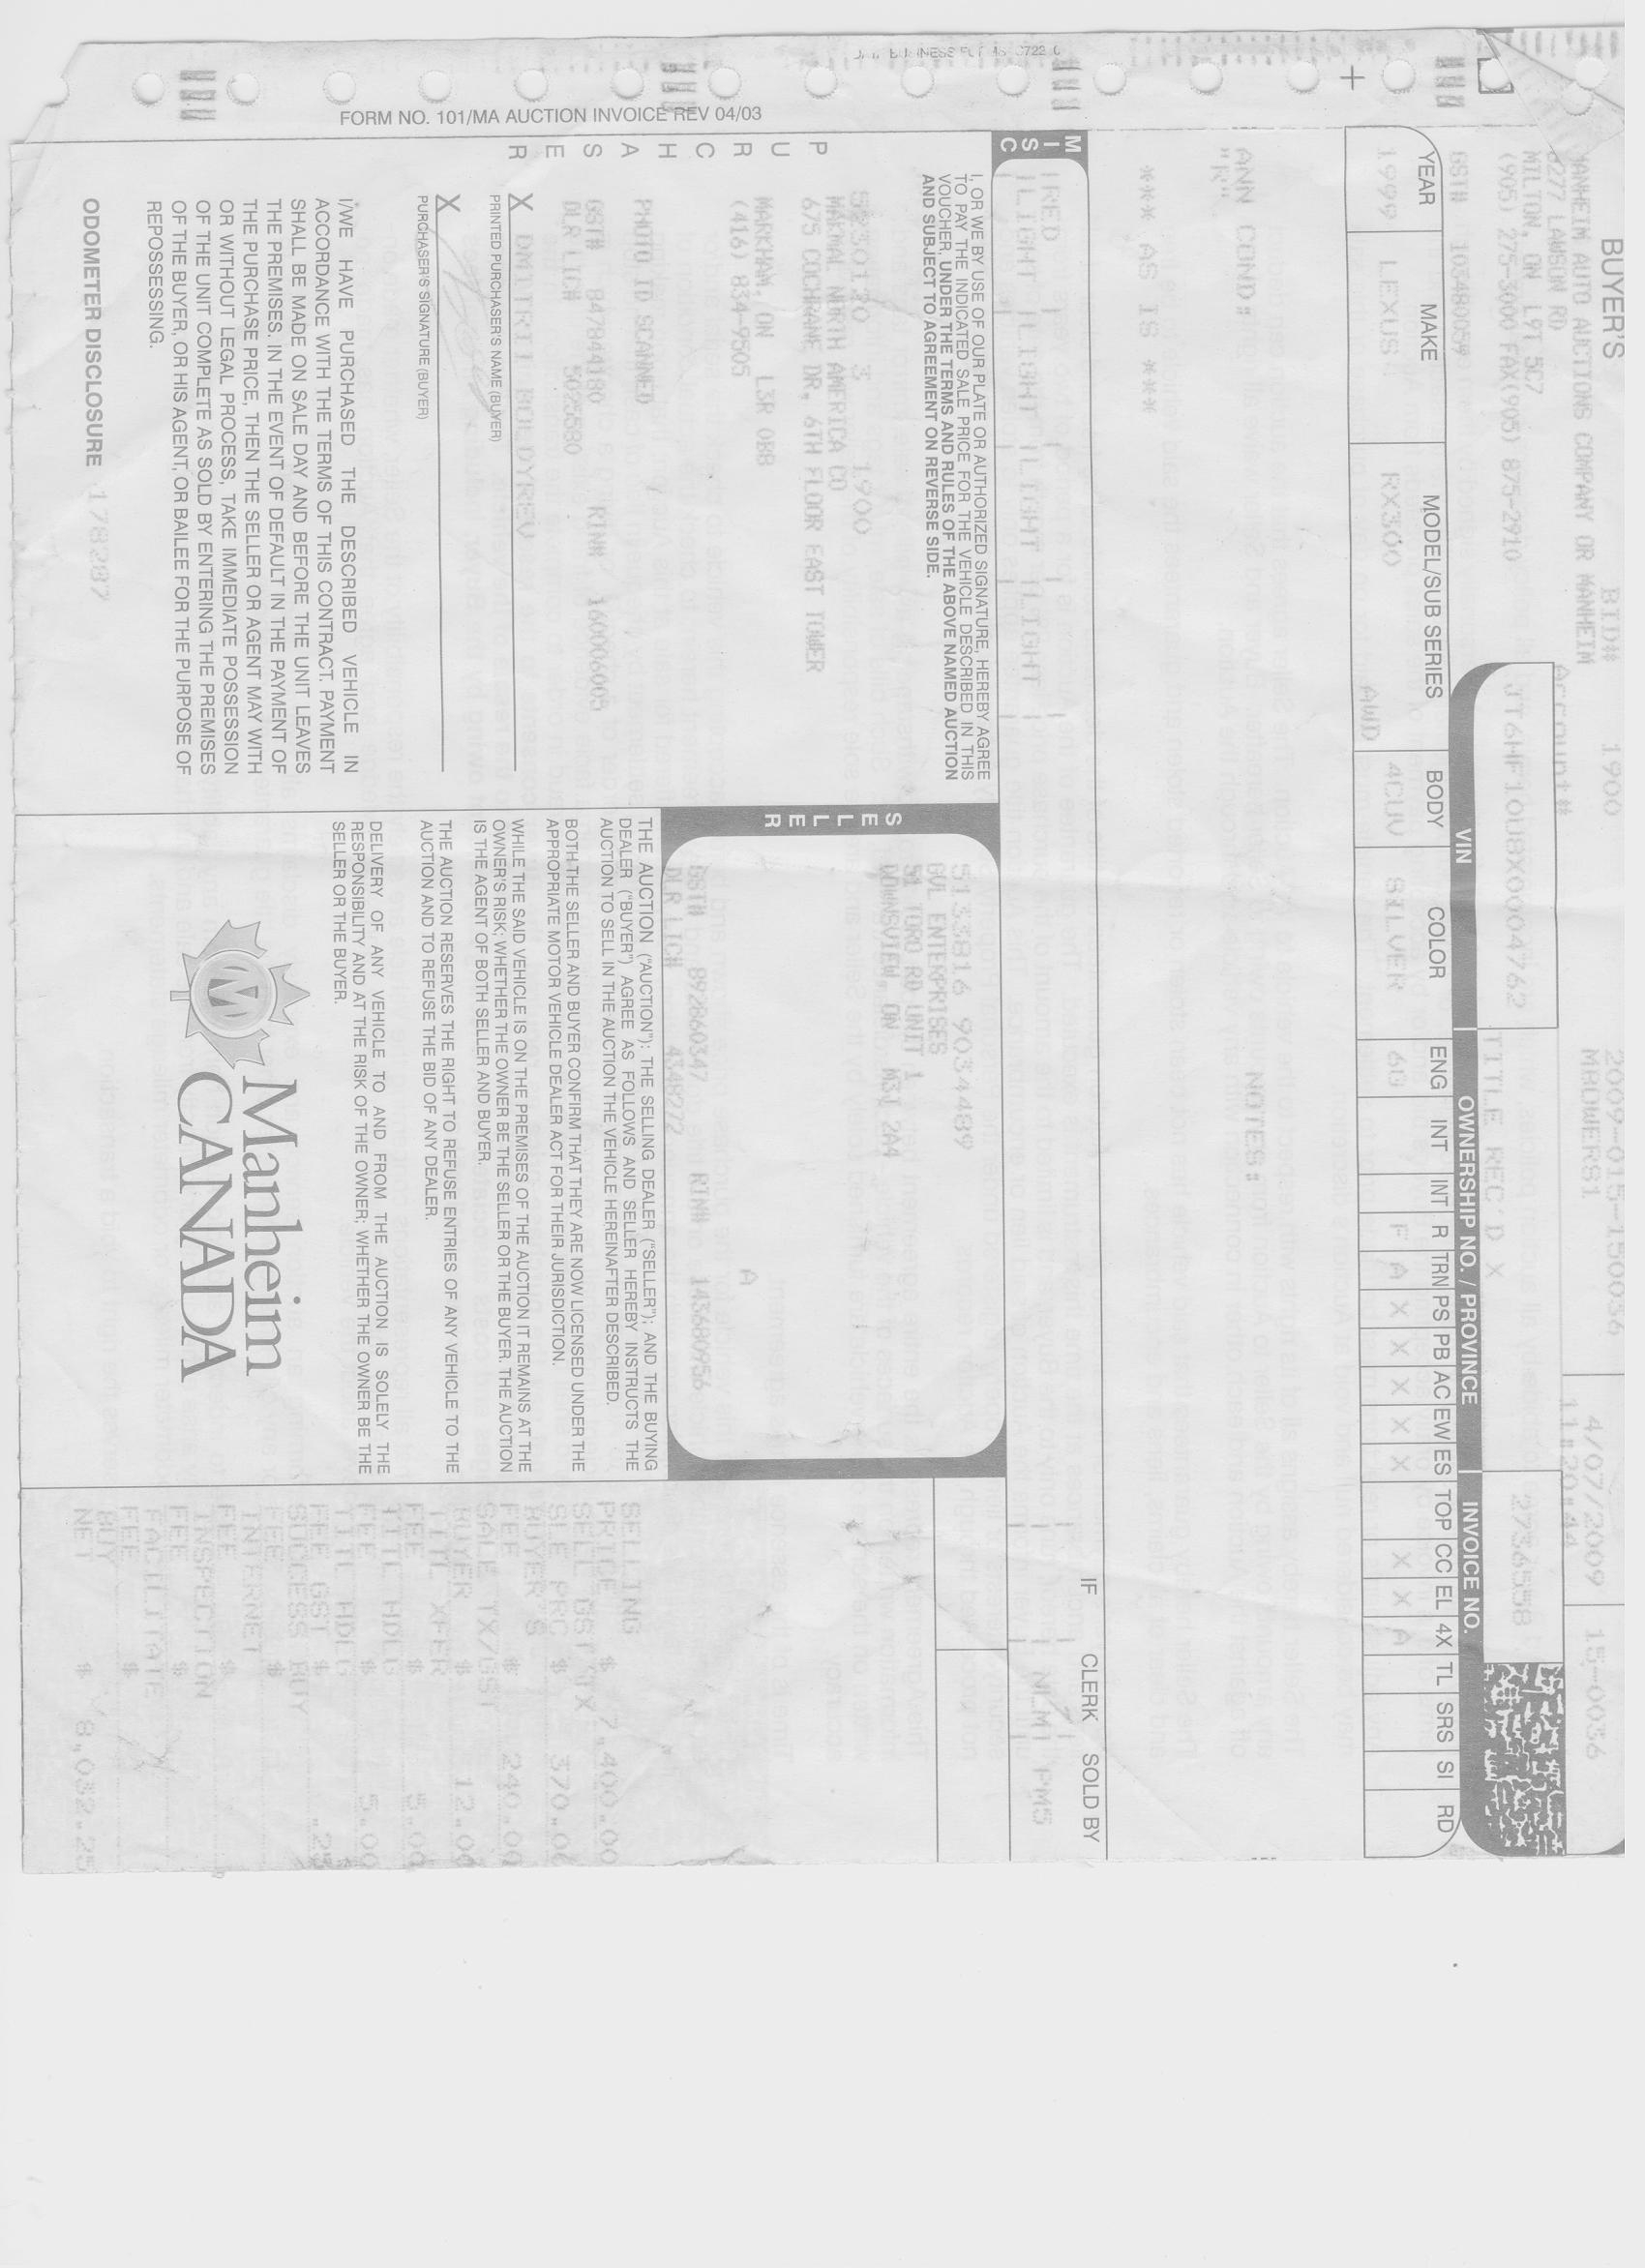 BUYER'S BID# 1900 2009-015-150036 4/07/2009 15-0036
MANHEIM AUTO AUCTIONS COMPANY OR MANHEIM MBOWERS1 11:20:44
8277 LAWSON RD Account#
MILTON, ON L9T 5C7
(905) 275-3000 FAX(905) 875-2910 JT6HF10U8X0004762 TITLE REC'D X 2736558
VIN OWNERSHIP NO. / PROVINCE INVOICE NO.
GST# 103480059
YEAR MAKE MODEL/SUB SERIES BODY COLOR ENG INT INT R TRN PS PB AC EW ES TOP CC EL 4X TL SRS SI RD
1999 LEXUS RX300 4CUV SILVER 6B F A X X X X X X X A
AWD
ANN COND: NOTES:
"R"
*** AS IS ***
IF CLERK SOLD BY
MISC
RED
LIGHT LIGHT LIGHT LIGHT NLM1 PM5
I, OR WE BY USE OF OUR PLATE OR AUTHORIZED SIGNATURE, HEREBY AGREE
TO PAY THE INDICATED SALE PRICE FOR THE VEHICLE DESCRIBED IN THIS
VOUCHER, UNDER THE TERMS AND RULES OF THE ABOVE NAMED AUCTION
AND SUBJECT TO AGREEMENT ON REVERSE SIDE.
PURCHASER
5223 1900
MARMAL NORTH AMERICA CO
675 COCHRANE DR, 6TH FLOOR EAST TOWER
MARKHAM, ON L3R 0B8
(416) 834-9505
PHOTO ID SCANNED
GST# 847844180 RIN# 160006005
DLR LIC# 5025580
X DMITRII BOLDYREV
PRINTED PURCHASER'S NAME (BUYER)
X
PURCHASER'S SIGNATURE (BUYER)
I/WE HAVE PURCHASED THE DESCRIBED VEHICLE IN
ACCORDANCE WITH THE TERMS OF THIS CONTRACT. PAYMENT
SHALL BE MADE ON SALE DAY AND BEFORE THE UNIT LEAVES
THE PREMISES. IN THE EVENT OF DEFAULT IN THE PAYMENT OF
THE PURCHASE PRICE, THEN THE SELLER OR AGENT MAY WITH
OR WITHOUT LEGAL PROCESS, TAKE IMMEDIATE POSSESSION
OF THE UNIT COMPLETE AS SOLD BY ENTERING THE PREMISES
OF THE BUYER, OR HIS AGENT, OR BAILEE FOR THE PURPOSE OF
REPOSSESSING.
ODOMETER DISCLOSURE 178287
SELLER
5133816 9034489
GVL ENTERPRISES
51 TORO RD UNIT 1
DOWNSVIEW, ON M3J 2A4
A
GST# 892860347 RIN# 143680956
DLR LIC# 4348272
THE AUCTION ("AUCTION"): THE SELLING DEALER ("SELLER"); AND THE BUYING
DEALER ("BUYER") AGREE AS FOLLOWS AND SELLER HEREBY INSTRUCTS THE
AUCTION TO SELL IN THE AUCTION THE VEHICLE HEREINAFTER DESCRIBED.
BOTH THE SELLER AND BUYER CONFIRM THAT THEY ARE NOW LICENSED UNDER THE
APPROPRIATE MOTOR VEHICLE DEALER ACT FOR THEIR JURISDICTION.
WHILE THE SAID VEHICLE IS ON THE PREMISES OF THE AUCTION IT REMAINS AT THE
OWNER'S RISK; WHETHER THE OWNER BE THE SELLER OR THE BUYER. THE AUCTION
IS THE AGENT OF BOTH SELLER AND BUYER.
THE AUCTION RESERVES THE RIGHT TO REFUSE ENTRIES OF ANY VEHICLE TO THE
AUCTION AND TO REFUSE THE BID OF ANY DEALER.
DELIVERY OF ANY VEHICLE TO AND FROM THE AUCTION IS SOLELY THE
RESPONSIBILITY AND AT THE RISK OF THE OWNER; WHETHER THE OWNER BE THE
SELLER OR THE BUYER.
Manheim
CANADA
SELLING
PRICE $ 7,400.00
SELL GST TX
SLE PRC $ 370.00
BUYER'S
FEE $ 240.00
SALE TX/GST
BUYER $ 12.00
TITL XFER
FEE $ 5.00
TITL HDLG
FEE $ 5.00
TITL HDLG
FEE GST $ .25
SUCCESS BUY
FEE $
INTERNET
FEE $
INSPECTION
FEE $
FACILITATE
FEE $
BUY
NET $ 8,032.25
FORM NO. 101/MA AUCTION INVOICE REV 04/03